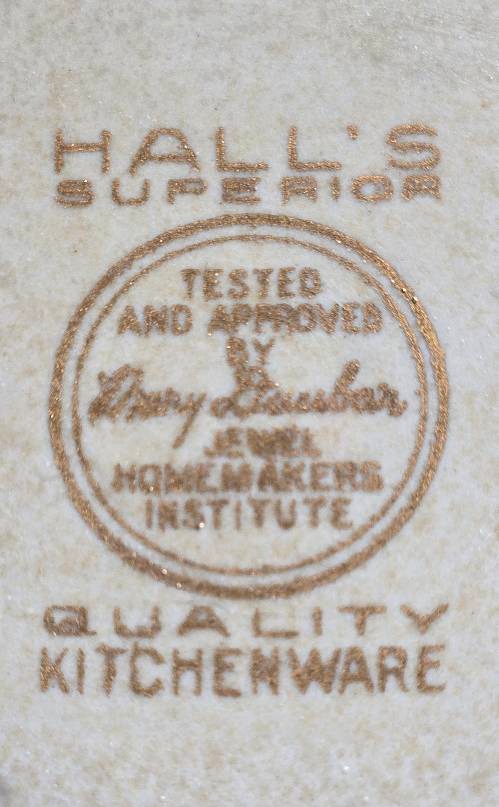 HALL'S
SUPERIOR
TESTED
AND APPROVED
BY
Mary Dunbar
JEWEL
HOMEMAKERS
INSTITUTE
QUALITY
KITCHENWARE